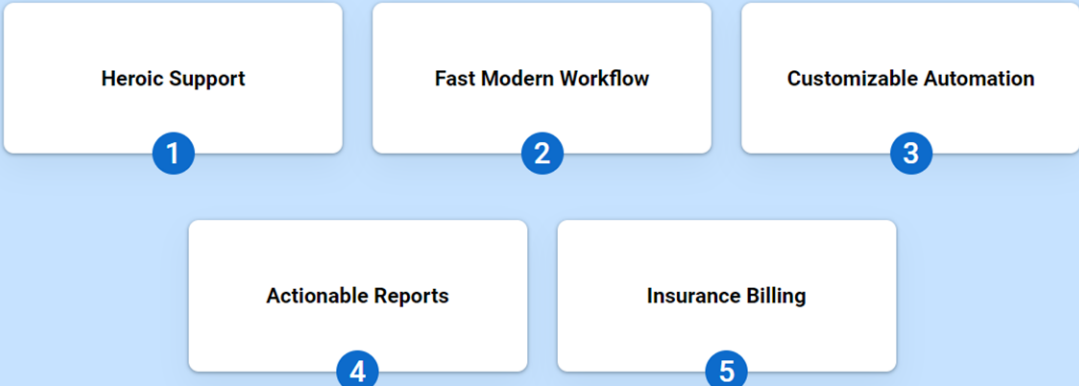 Heroic Support
1
Fast Modern Workflow
2
Customizable Automation
3
Actionable Reports
4
Insurance Billing
5